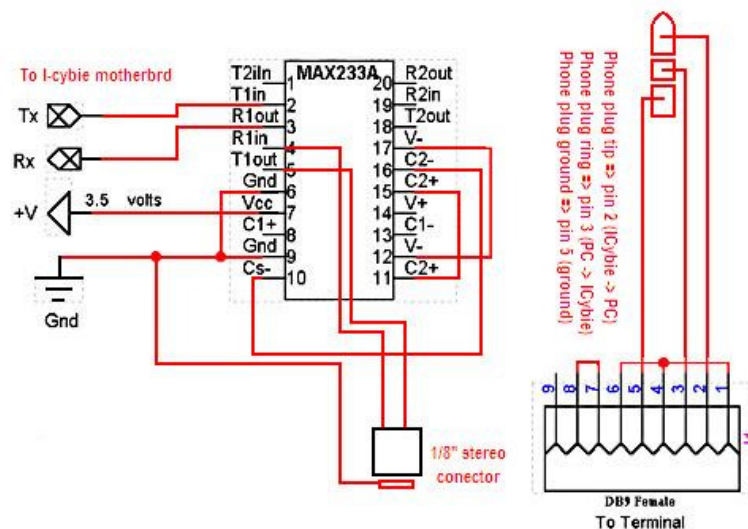 To I-cybie motherbrd
Tx
Rx
+V
3.5 volts
Gnd
MAX233A
T2iIn
T1in
R1out
R1in
T1out
Gnd
Vcc
C1+
Gnd
Cs-
1
2
3
4
5
6
7
8
9
10
R2out
R2in
T2out
V-
C2-
C2+
V+
C1-
V-
C2+
20
19
18
17
16
15
14
13
12
11
1/8" stereo
conector
Phone plug tip => pin 2 (ICybie -> PC)
Phone plug ring => pin 3 (PC -> ICybie)
Phone plug ground => pin 5 (ground)
9 8 7 6 5 4 3 2 1
DB9 Female
To Terminal